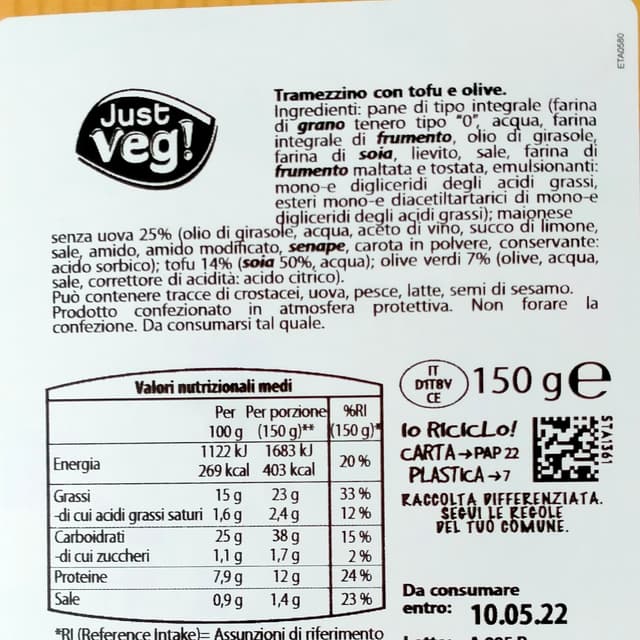 ETA0580
Just
veg!
Tramezzino con tofu e olive.
Ingredienti: pane di tipo integrale (farina
di grano tenero tipo "0", acqua, farina
integrale di frumento, olio di girasole,
farina di soia, lievito, sale, farina di
frumento maltata e tostata, emulsionanti:
mono-e digliceridi degli acidi grassi,
esteri mono-e diacetiltartarici di mono-e
digliceridi degli acidi grassi); maionese
senza uova 25% (olio di girasole, acqua, aceto di vino, succo di limone,
sale, amido, amido modificato, senape, carota in polvere, conservante:
acido sorbico); tofu 14% (soia 50%, acqua); olive verdi 7% (olive, acqua,
sale, correttore di acidità: acido citrico).
Può contenere tracce di crostacei, uova, pesce, latte, semi di sesamo.
Prodotto confezionato in atmosfera protettiva. Non forare la
confezione. Da consumarsi tal quale.
Valori nutrizionali medi
Per Per porzione %RI
100 g (150 g)** (150 g)*
1122 kJ 1683 kJ
Energia 269 kcal 403 kcal 20 %
Grassi 15 g 23 g 33 %
-di cui acidi grassi saturi 1,6 g 2,4 g 12 %
Carboidrati 25 g 38 g 15 %
-di cui zuccheri 1,1 g 1,7 g 2 %
Proteine 7,9 g 12 g 24 %
Sale 0,9 g 1,4 g 23 %
*RI (Reference Intake)= Assunzioni di riferimento
IT
D1T8V
CE
150 g e
Io RICICLO!
CARTA→PAP 22
PLASTICA→7
STA1361
RACCOLTA DIFFERENZIATA.
SEGUI LE REGOLE
DEL TUO COMUNE.
Da consumare
entro: 10.05.22